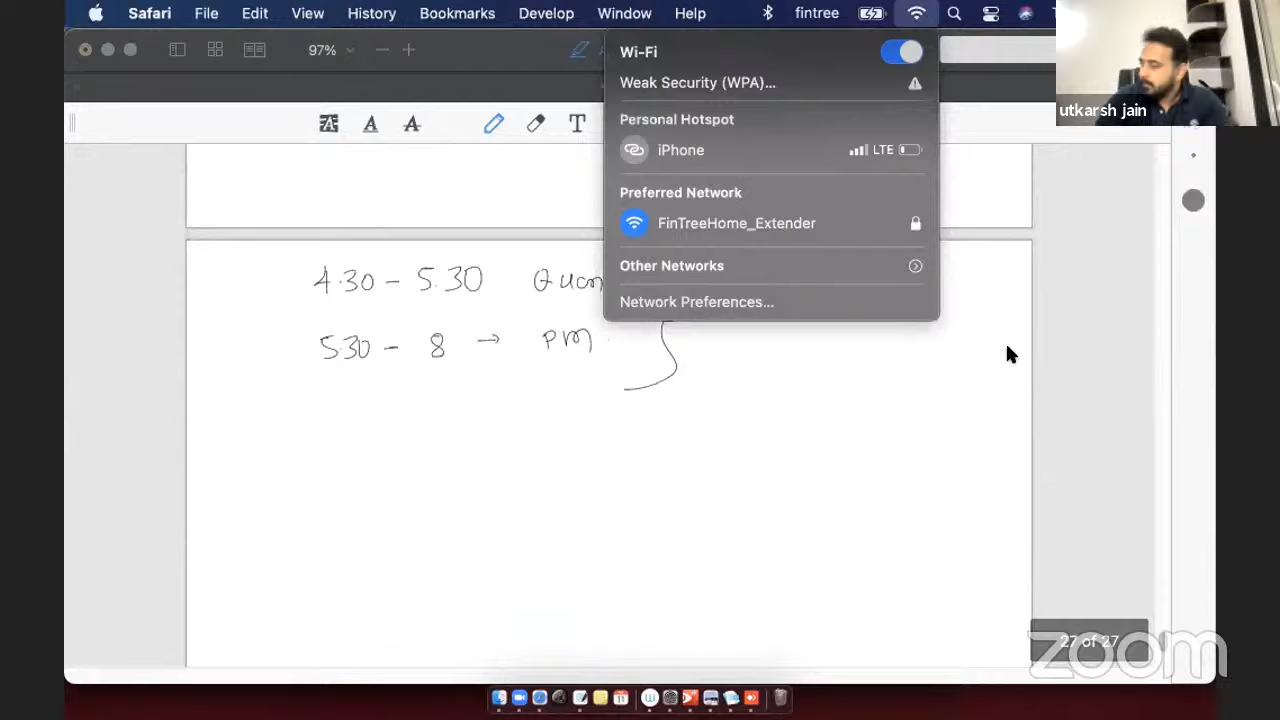 Safari File Edit View History Bookmarks Develop Window Help fintree
97%
Wi-Fi
Weak Security (WPA)...
Personal Hotspot
iPhone LTE
Preferred Network
FinTreeHome_Extender
Other Networks
Network Preferences...
utkarsh jain
T
4.30 - 5.30 Quan
5.30 - 8 → PM
27 of 27
zoom
11